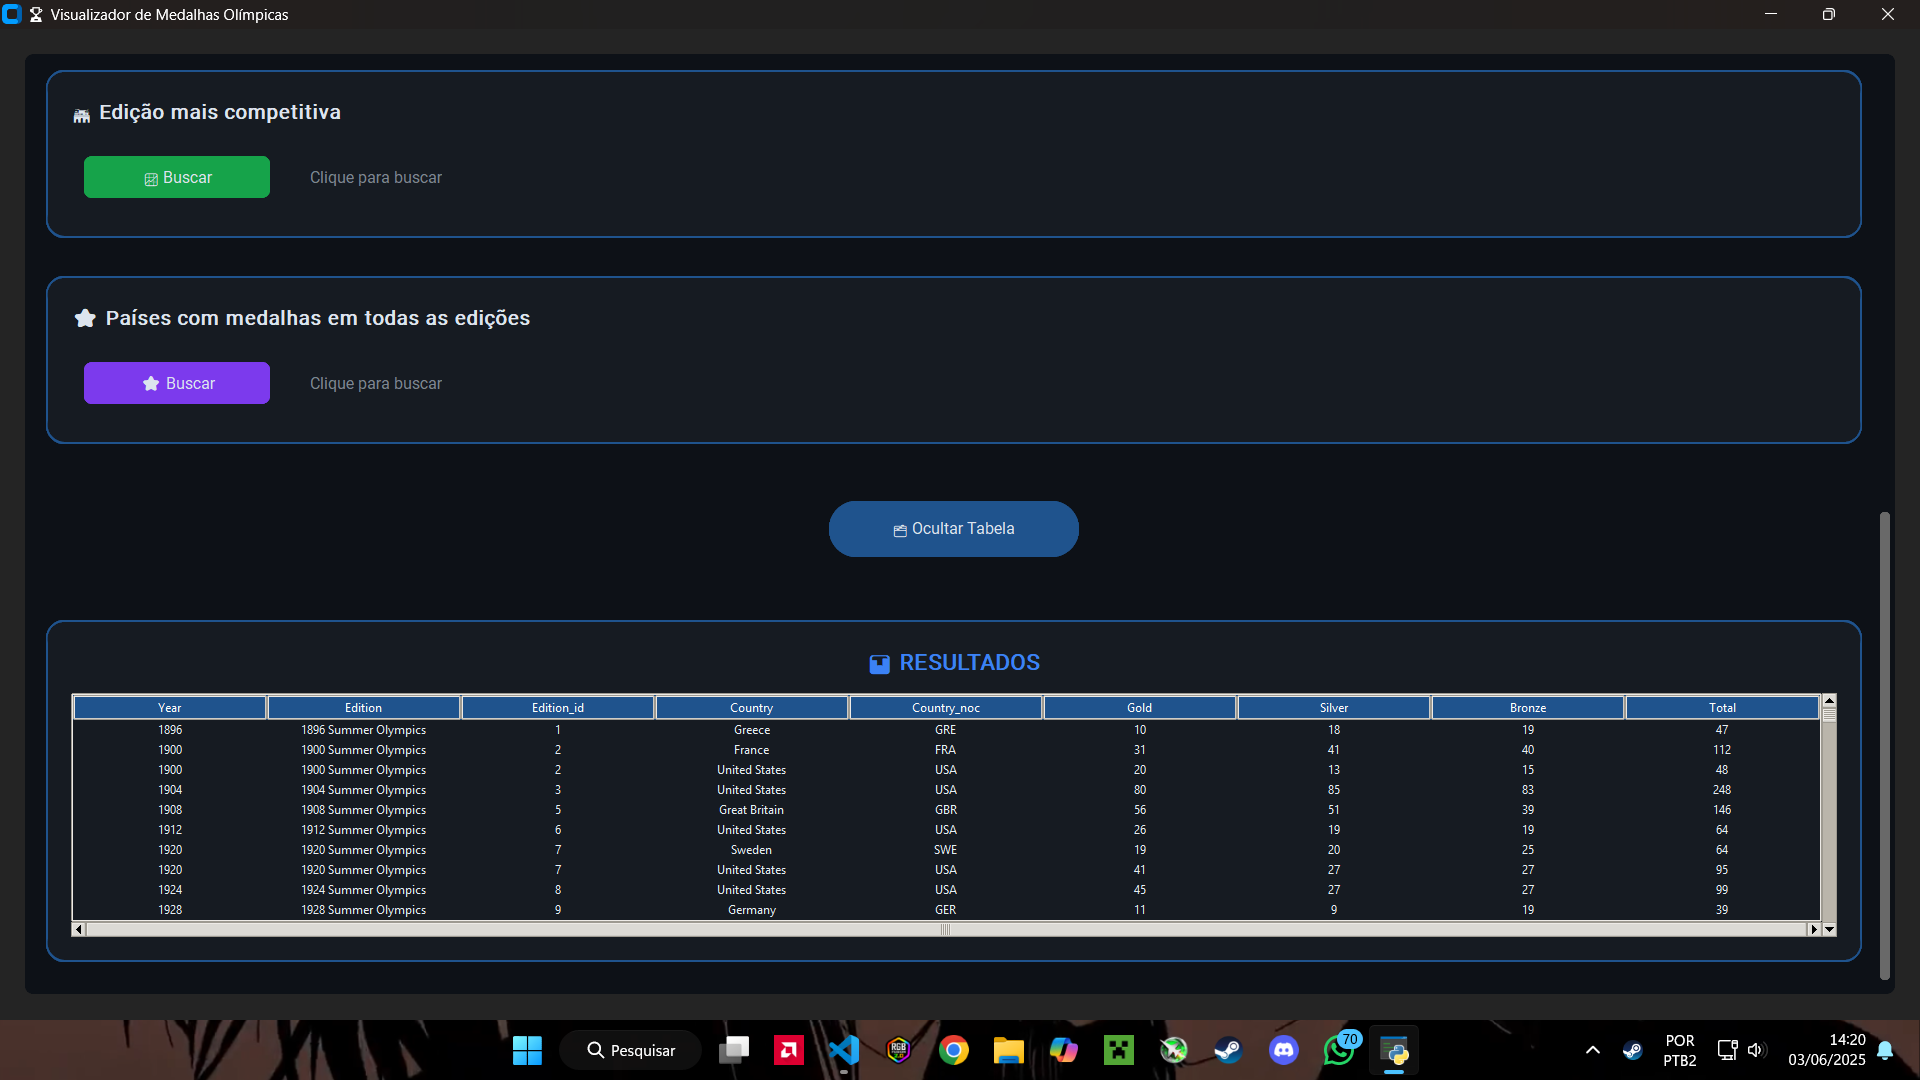 Visualizador de Medalhas Olímpicas
Edição mais competitiva
Buscar Clique para buscar
Países com medalhas em todas as edições
Buscar Clique para buscar
Ocultar Tabela
RESULTADOS
Year Edition Edition_id Country Country_noc Gold Silver Bronze Total
1896 1896 Summer Olympics 1 Greece GRE 10 18 19 47
1900 1900 Summer Olympics 2 France FRA 31 41 40 112
1900 1900 Summer Olympics 2 United States USA 20 13 15 48
1904 1904 Summer Olympics 3 United States USA 80 85 83 248
1908 1908 Summer Olympics 5 Great Britain GBR 56 51 39 146
1912 1912 Summer Olympics 6 United States USA 26 19 19 64
1920 1920 Summer Olympics 7 Sweden SWE 19 20 25 64
1920 1920 Summer Olympics 7 United States USA 41 27 27 95
1924 1924 Summer Olympics 8 United States USA 45 27 27 99
1928 1928 Summer Olympics 9 Germany GER 11 9 19 39
Pesquisar
RGB
70
POR
PTB2
14:20
03/06/2025